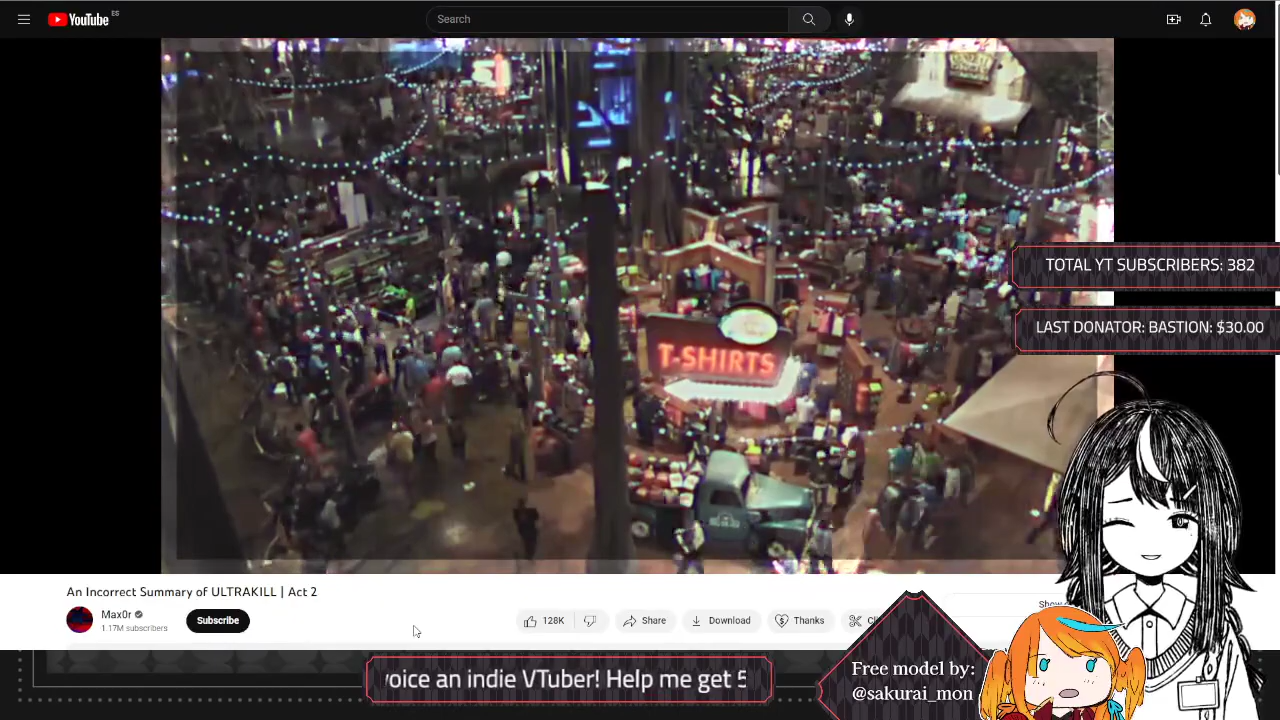 YouTube ES
Search
T-SHIRTS
TOTAL YT SUBSCRIBERS: 382
LAST DONATOR: BASTION: $30.00
An Incorrect Summary of ULTRAKILL | Act 2
Max0r
1.17M subscribers
Subscribe
128K
Share
Download
Thanks
voice an indie VTuber! Help me get 5
Free model by:
@sakurai_mon